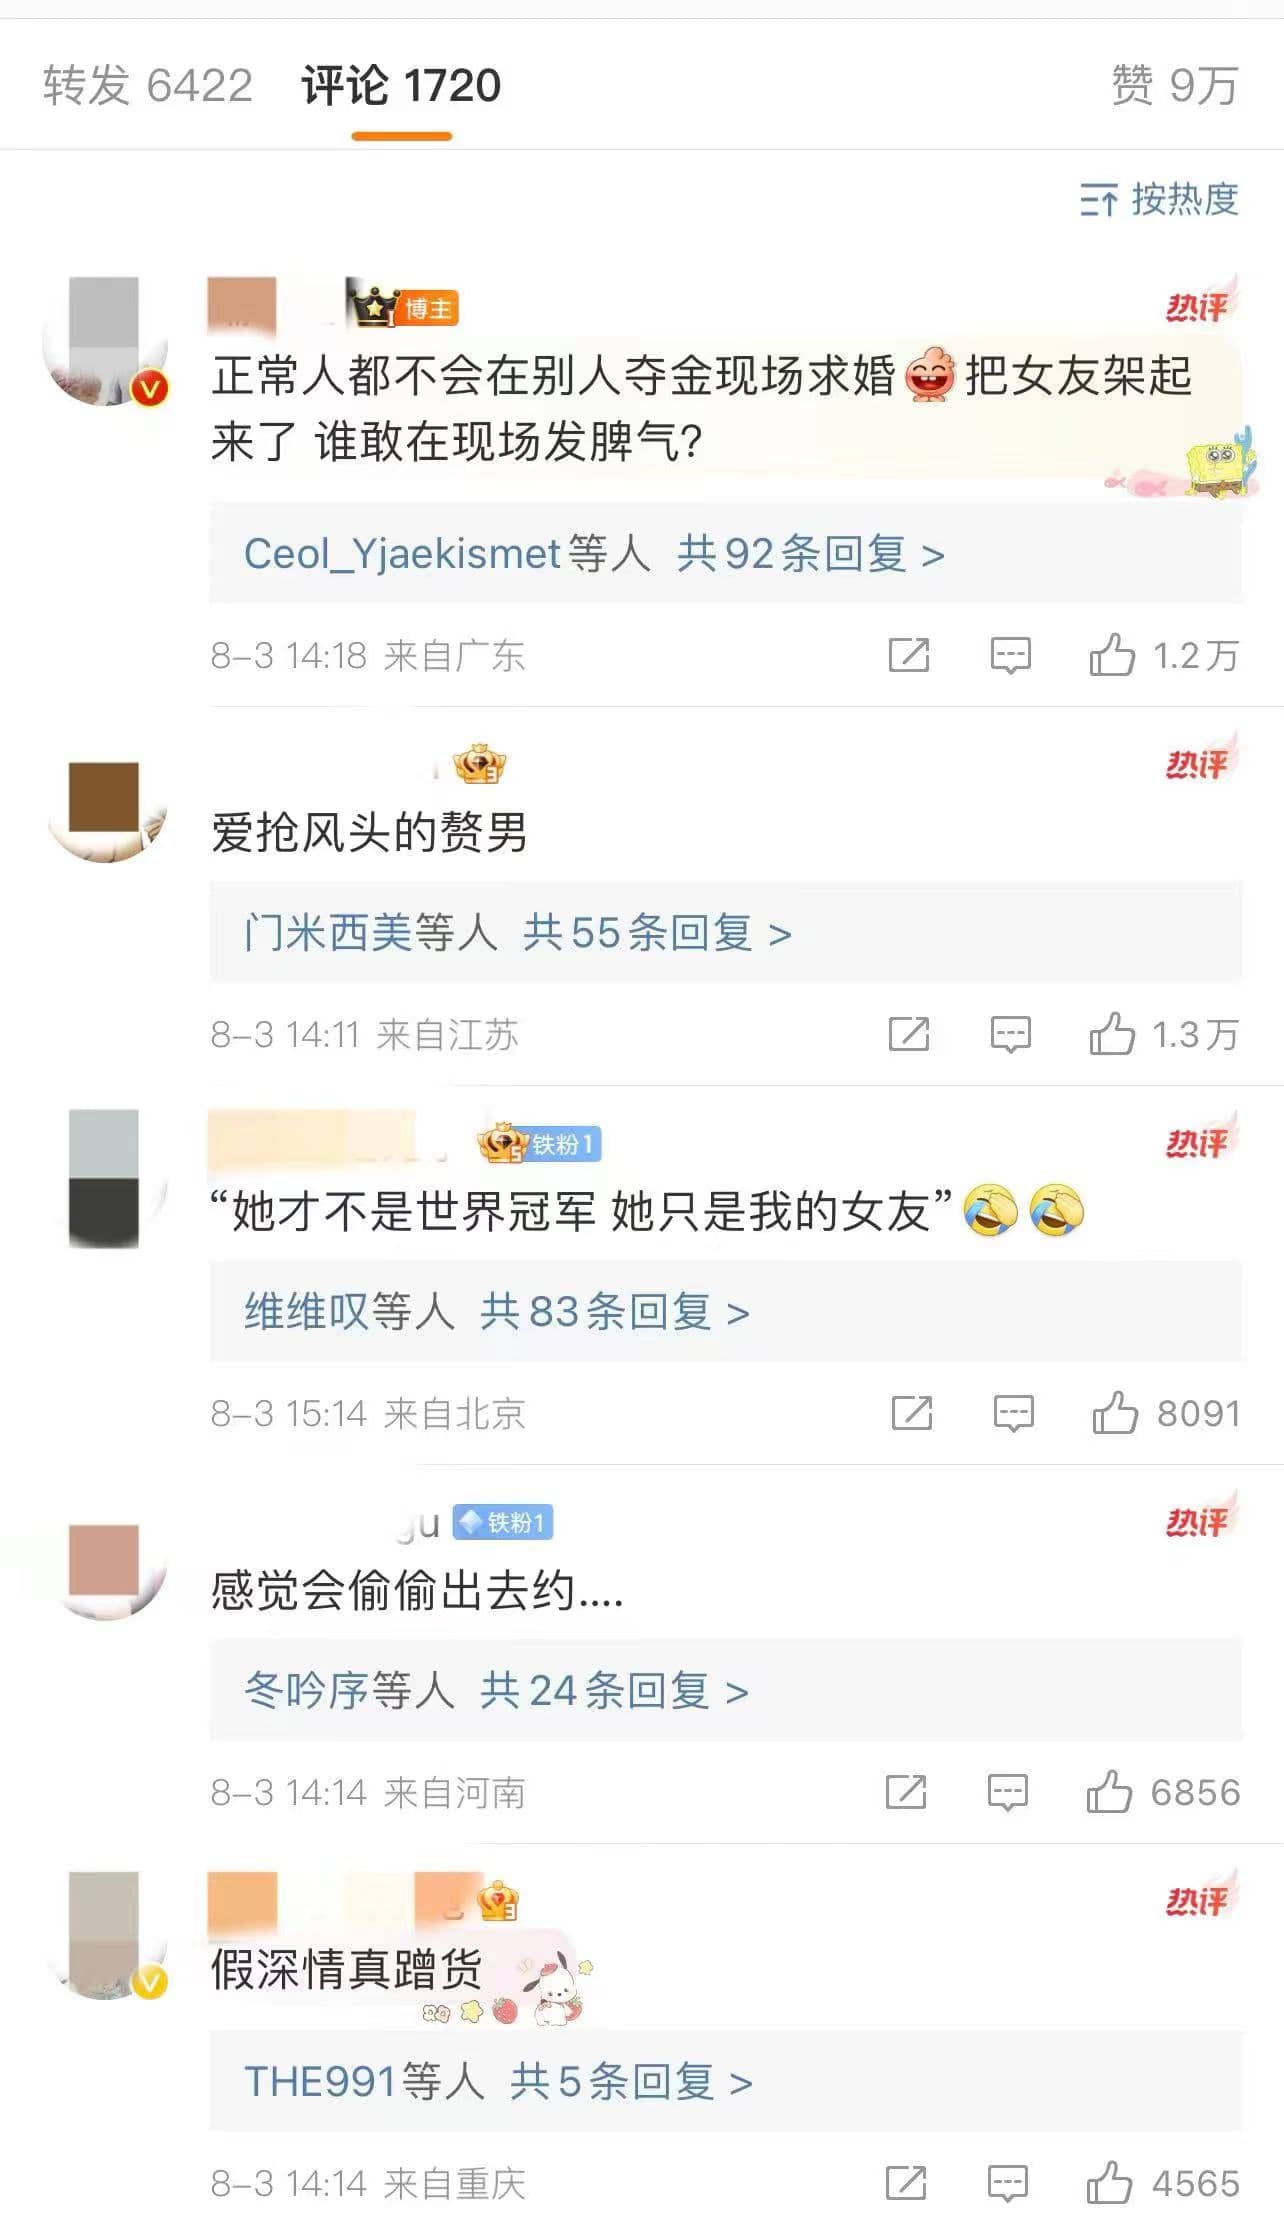 转发 6422 评论 1720 赞 9万
按热度
博主 热评
正常人都不会在别人夺金现场求婚把女友架起
来了 谁敢在现场发脾气?
Ceol_Yjaekismet等人 共92条回复 >
8-3 14:18 来自广东 1.2万
3 热评
爱抢风头的赘男
门米西美等人 共55条回复 >
8-3 14:11 来自江苏 1.3万
5 铁粉1 热评
“她才不是世界冠军 她只是我的女友”
维维叹等人 共83条回复 >
8-3 15:14 来自北京 8091
gu 铁粉1 热评
感觉会偷偷出去约....
冬吟序等人 共24条回复 >
8-3 14:14 来自河南 6856
3 热评
假深情真蹭货
THE991等人 共5条回复 >
8-3 14:14 来自重庆 4565